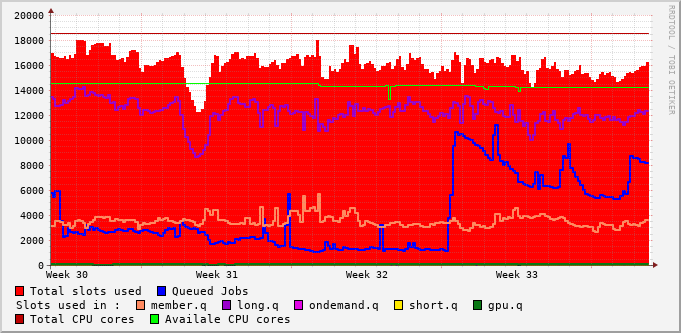 20000
18000
16000
14000
12000
10000
8000
6000
4000
2000
0
Week 30 Week 31 Week 32 Week 33
Total slots used Queued Jobs
Slots used in : member.q long.q ondemand.q short.q gpu.q
Total CPU cores Availale CPU cores
RRDTOOL / TOBI OETIKER